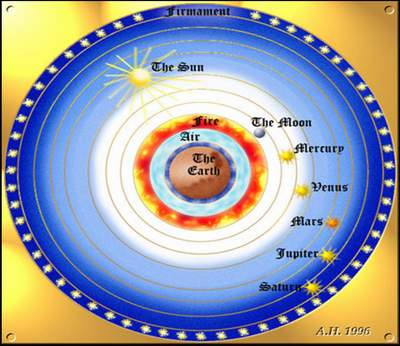 Firmament
The Sun
The Moon
Fire
Air
Mercury
The
Earth
Venus
Mars
Jupiter
Saturn
A.H. 1996